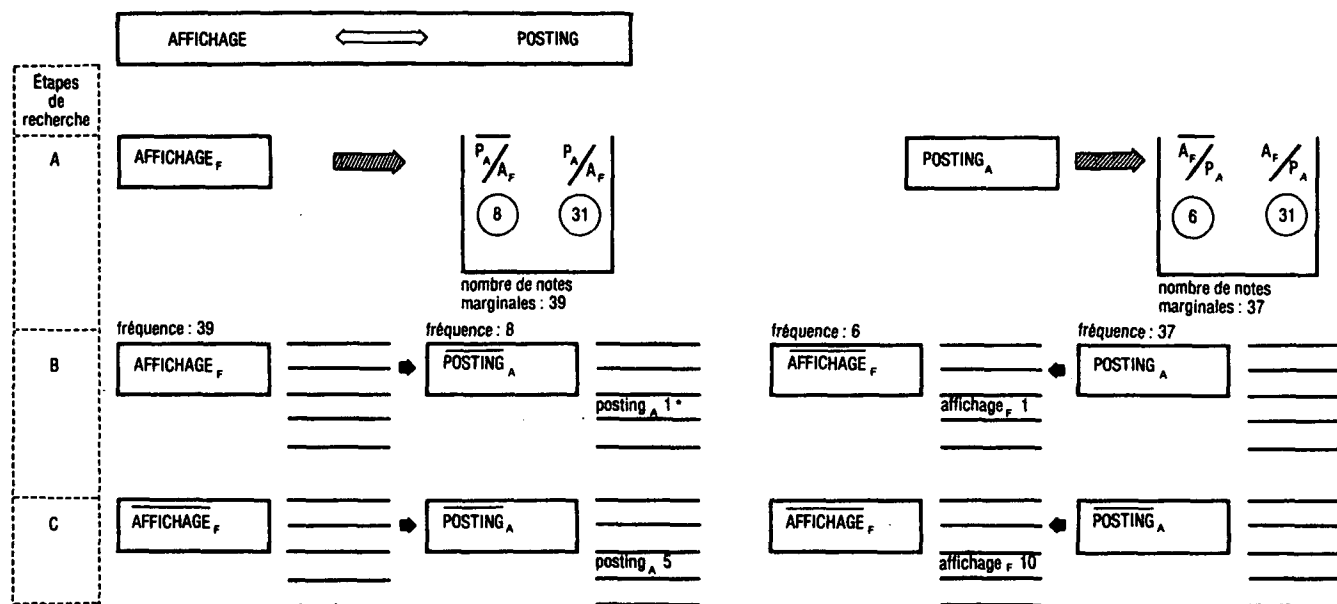 AFFICHAGE POSTING
Étapes
de
recherche
A
AFFICHAGE F
P A / A F P A / A F
8 31
nombre de notes
marginales : 39
POSTING A
A F / P A A F / P A
6 31
nombre de notes
marginales : 37
B
fréquence : 39 fréquence : 8 fréquence : 6 fréquence : 37
AFFICHAGE F POSTING A AFFICHAGE F POSTING A
posting A 1 * affichage F 1
C
AFFICHAGE F POSTING A AFFICHAGE F POSTING A
posting A 5 affichage F 10